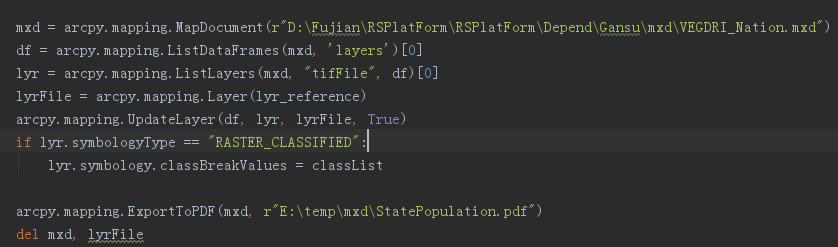 mxd = arcpy.mapping.MapDocument(r"D:\Fujian\RSPlatForm\RSPlatForm\Depend\Gansu\mxd\VEGDRI_Nation.mxd")
df = arcpy.mapping.ListDataFrames(mxd, 'layers')[0]
lyr = arcpy.mapping.ListLayers(mxd, "tifFile", df)[0]
lyrFile = arcpy.mapping.Layer(lyr_reference)
arcpy.mapping.UpdateLayer(df, lyr, lyrFile, True)
if lyr.symbologyType == "RASTER_CLASSIFIED":
    lyr.symbology.classBreakValues = classList
arcpy.mapping.ExportToPDF(mxd, r"E:\temp\mxd\StatePopulation.pdf")
del mxd, lyrFile